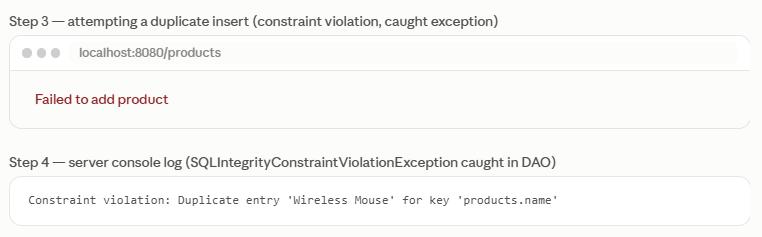 Step 3 — attempting a duplicate insert (constraint violation, caught exception)
localhost:8080/products
Failed to add product
Step 4 — server console log (SQLIntegrityConstraintViolationException caught in DAO)
Constraint violation: Duplicate entry 'Wireless Mouse' for key 'products.name'